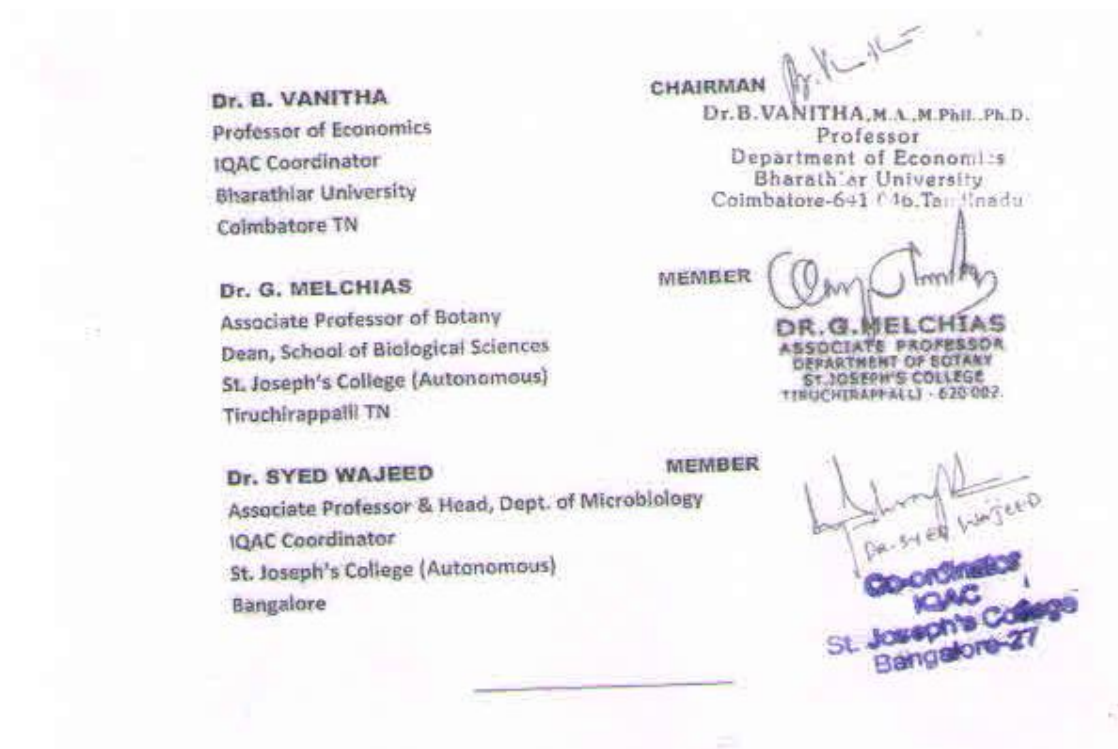 Dr. B. VANITHA
Professor of Economics
IQAC Coordinator
Bharathiar University
Coimbatore TN
CHAIRMAN
Dr.B.VANITHA,M.A.,M.Phil.,Ph.D.
Professor
Department of Economics
Bharathiar University
Coimbatore-641 046.Tamilnadu
Dr. G. MELCHIAS
Associate Professor of Botany
Dean, School of Biological Sciences
St. Joseph's College (Autonomous)
Tiruchirappalli TN
MEMBER
DR.G.MELCHIAS
ASSOCIATE PROFESSOR
DEPARTMENT OF BOTANY
ST.JOSEPH'S COLLEGE
TIRUCHIRAPPALLI - 620 002.
Dr. SYED WAJEED
Associate Professor & Head, Dept. of Microbiology
IQAC Coordinator
St. Joseph's College (Autonomous)
Bangalore
MEMBER
DR. SYED WAJEED
Co-ordinator
IQAC
St. Joseph's College
Bangalore-27